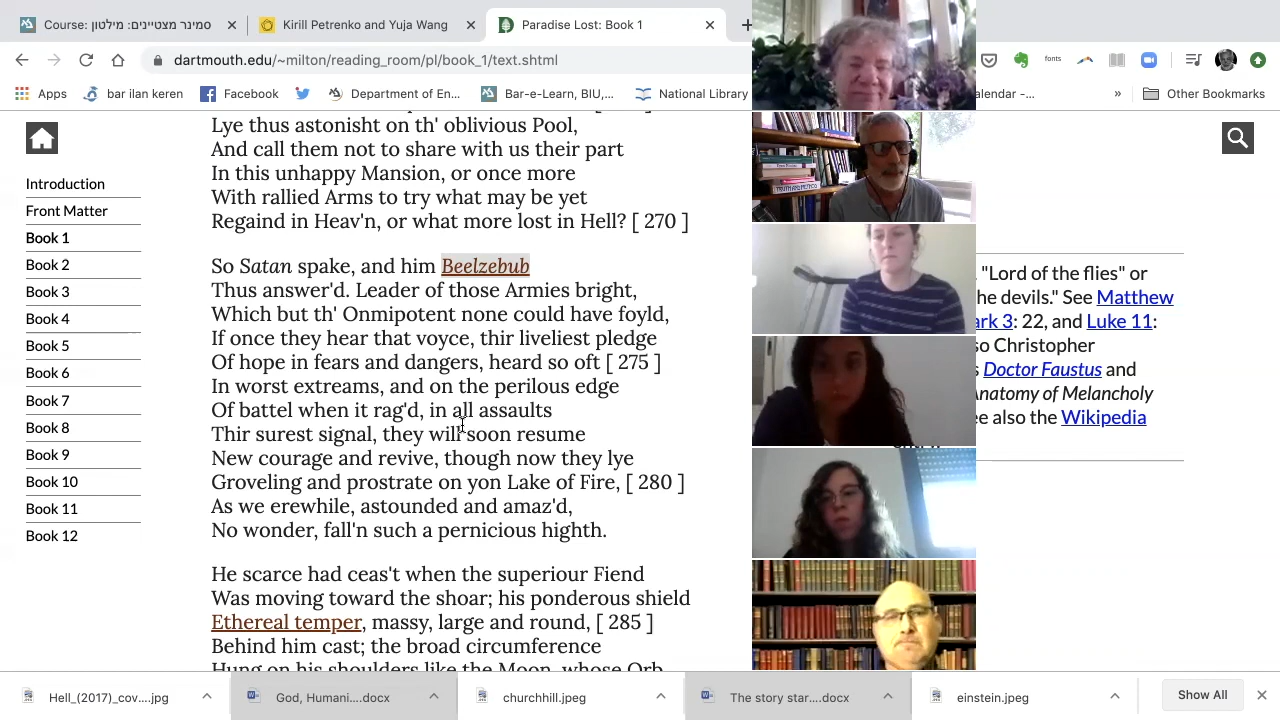 Course: סמינר מצטיינים: מילטון
Kirill Petrenko and Yuja Wang
Paradise Lost: Book 1
dartmouth.edu/~milton/reading_room/pl/book_1/text.shtml
fonts
Apps
bar ilan keren
Facebook
Department of En...
Bar-e-Learn, BIU,...
National Library
alendar -...
»
Other Bookmarks
Introduction
Front Matter
Book 1
Book 2
Book 3
Book 4
Book 5
Book 6
Book 7
Book 8
Book 9
Book 10
Book 11
Book 12
Lye thus astonisht on th' oblivious Pool,
And call them not to share with us their part
In this unhappy Mansion, or once more
With rallied Arms to try what may be yet
Regaind in Heav'n, or what more lost in Hell? [ 270 ]
So Satan spake, and him Beelzebub
Thus answer'd. Leader of those Armies bright,
Which but th' Onmipotent none could have foyld,
If once they hear that voyce, thir liveliest pledge
Of hope in fears and dangers, heard so oft [ 275 ]
In worst extreams, and on the perilous edge
Of battel when it rag'd, in all assaults
Thir surest signal, they will soon resume
New courage and revive, though now they lye
Groveling and prostrate on yon Lake of Fire, [ 280 ]
As we erewhile, astounded and amaz'd,
No wonder, fall'n such a pernicious highth.
He scarce had ceas't when the superiour Fiend
Was moving toward the shoar; his ponderous shield
Ethereal temper, massy, large and round, [ 285 ]
Behind him cast; the broad circumference
Hung on his shoulders like the Moon, whose Orb
. "Lord of the flies" or
he devils." See Matthew
ark 3: 22, and Luke 11:
so Christopher
s Doctor Faustus and
Anatomy of Melancholy
ee also the Wikipedia
Hell_(2017)_cov....jpg
God, Humani....docx
churchhill.jpeg
The story star....docx
einstein.jpeg
Show All